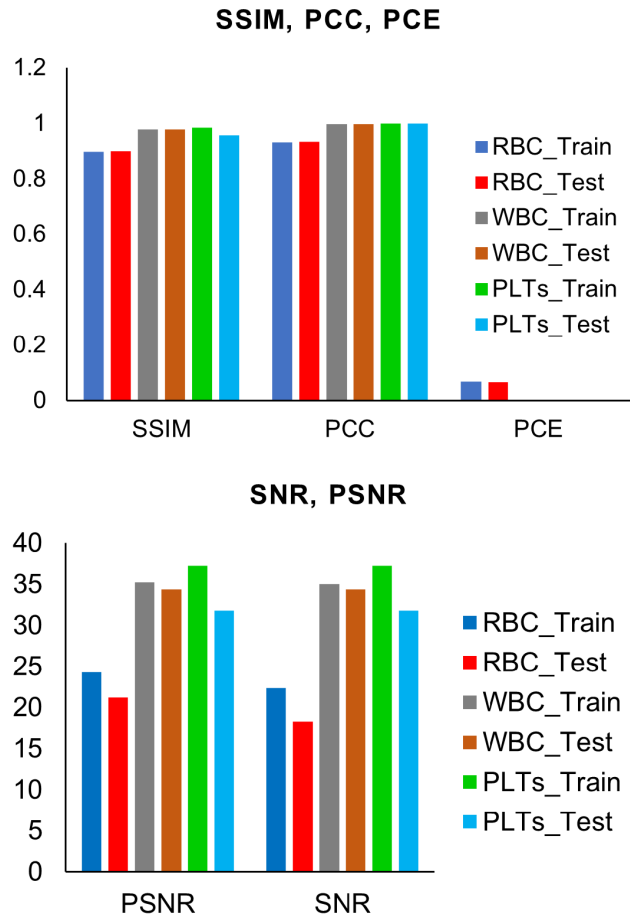 SSIM, PCC, PCE
1.2
1
0.8
0.6
0.4
0.2
0
SSIM
PCC
PCE
RBC_Train
RBC_Test
WBC_Train
WBC_Test
PLTs_Train
PLTs_Test
SNR, PSNR
40
35
30
25
20
15
10
5
0
PSNR
SNR
RBC_Train
RBC_Test
WBC_Train
WBC_Test
PLTs_Train
PLTs_Test